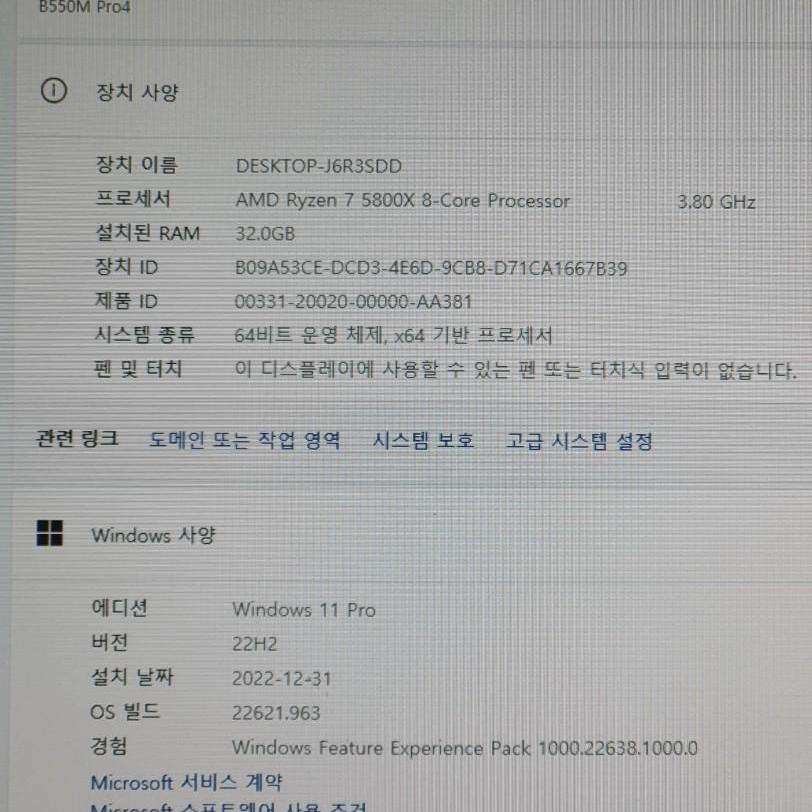 B550M Pro4
장치 사양
장치 이름 DESKTOP-J6R3SDD
프로세서 AMD Ryzen 7 5800X 8-Core Processor 3.80 GHz
설치된 RAM 32.0GB
장치 ID B09A53CE-DCD3-4E6D-9CB8-D71CA1667B39
제품 ID 00331-20020-00000-AA381
시스템 종류 64비트 운영 체제, x64 기반 프로세서
펜 및 터치 이 디스플레이에 사용할 수 있는 펜 또는 터치식 입력이 없습니다.
관련 링크 도메인 또는 작업 영역 시스템 보호 고급 시스템 설정
Windows 사양
에디션 Windows 11 Pro
버전 22H2
설치 날짜 2022-12-31
OS 빌드 22621.963
경험 Windows Feature Experience Pack 1000.22638.1000.0
Microsoft 서비스 계약
Microsoft 소프트웨어 사용 조건